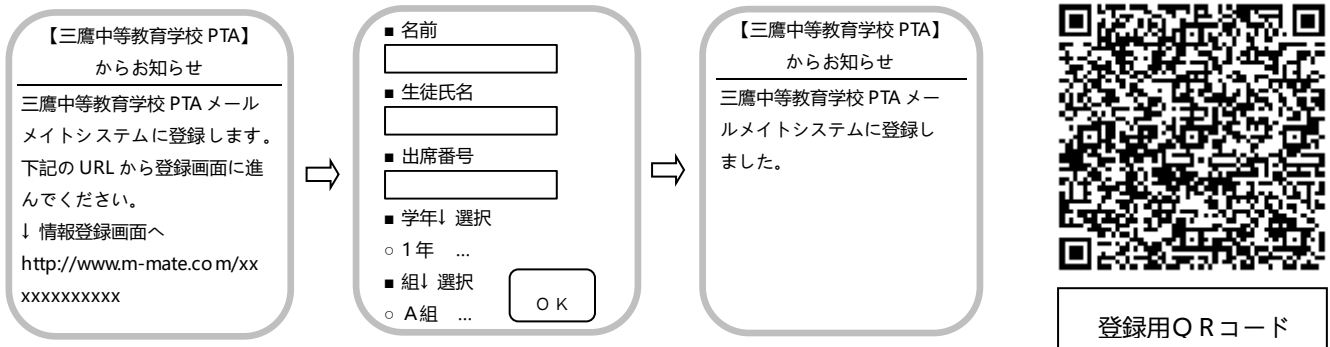 【三鷹中等教育学校 PTA】
からお知らせ
三鷹中等教育学校 PTA メール
メイトシステムに登録します。
下記の URL から登録画面に進
んでください。
↓ 情報登録画面へ
http://www.m-mate.com/xx
xxxxxxxxxx
■ 名前
■ 生徒氏名
■ 出席番号
■ 学年↓ 選択
○ 1年 …
■ 組↓ 選択
○ A組 …
ＯＫ
【三鷹中等教育学校 PTA】
からお知らせ
三鷹中等教育学校 PTA メー
ルメイトシステムに登録し
ました。
登録用ＱＲコード